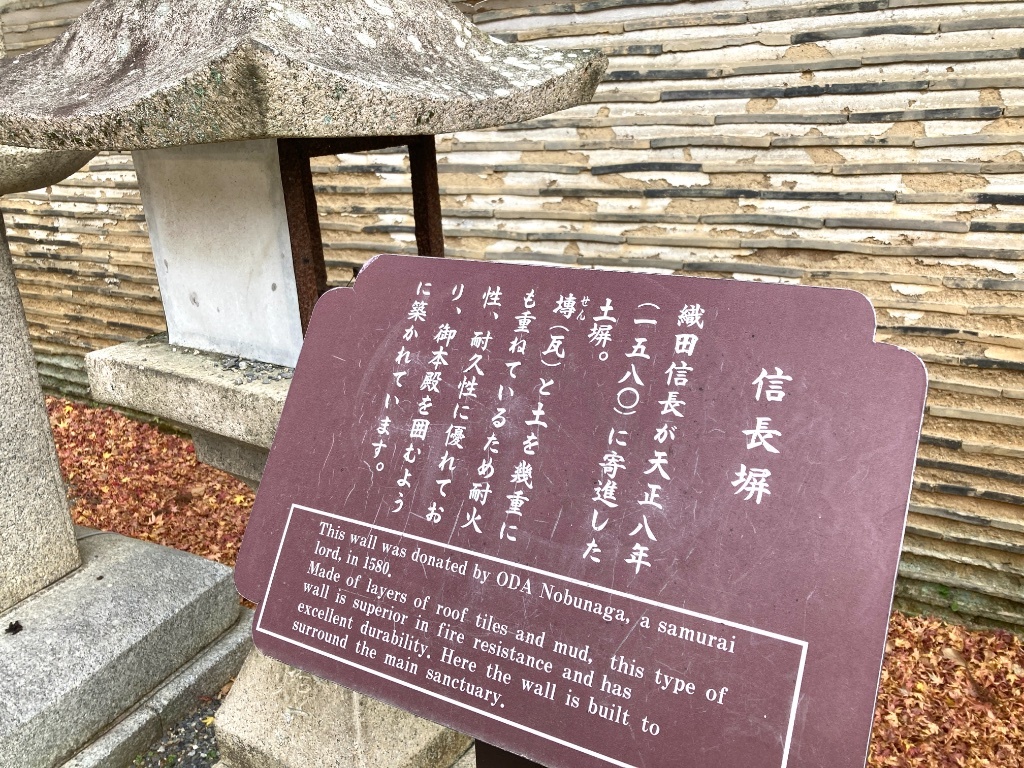 信長塀
織田信長が天正八年
（一五八〇）に寄進した
土塀。
塼（瓦）と土を幾重に
せん
も重ねているため耐火
性、耐久性に優れてお
り、御本殿を囲むよう
に築かれています。
This wall was donated by ODA Nobunaga, a samurai
lord, in 1580.
Made of layers of roof tiles and mud, this type of
wall is superior in fire resistance and has
excellent durability. Here the wall is built to
surround the main sanctuary.